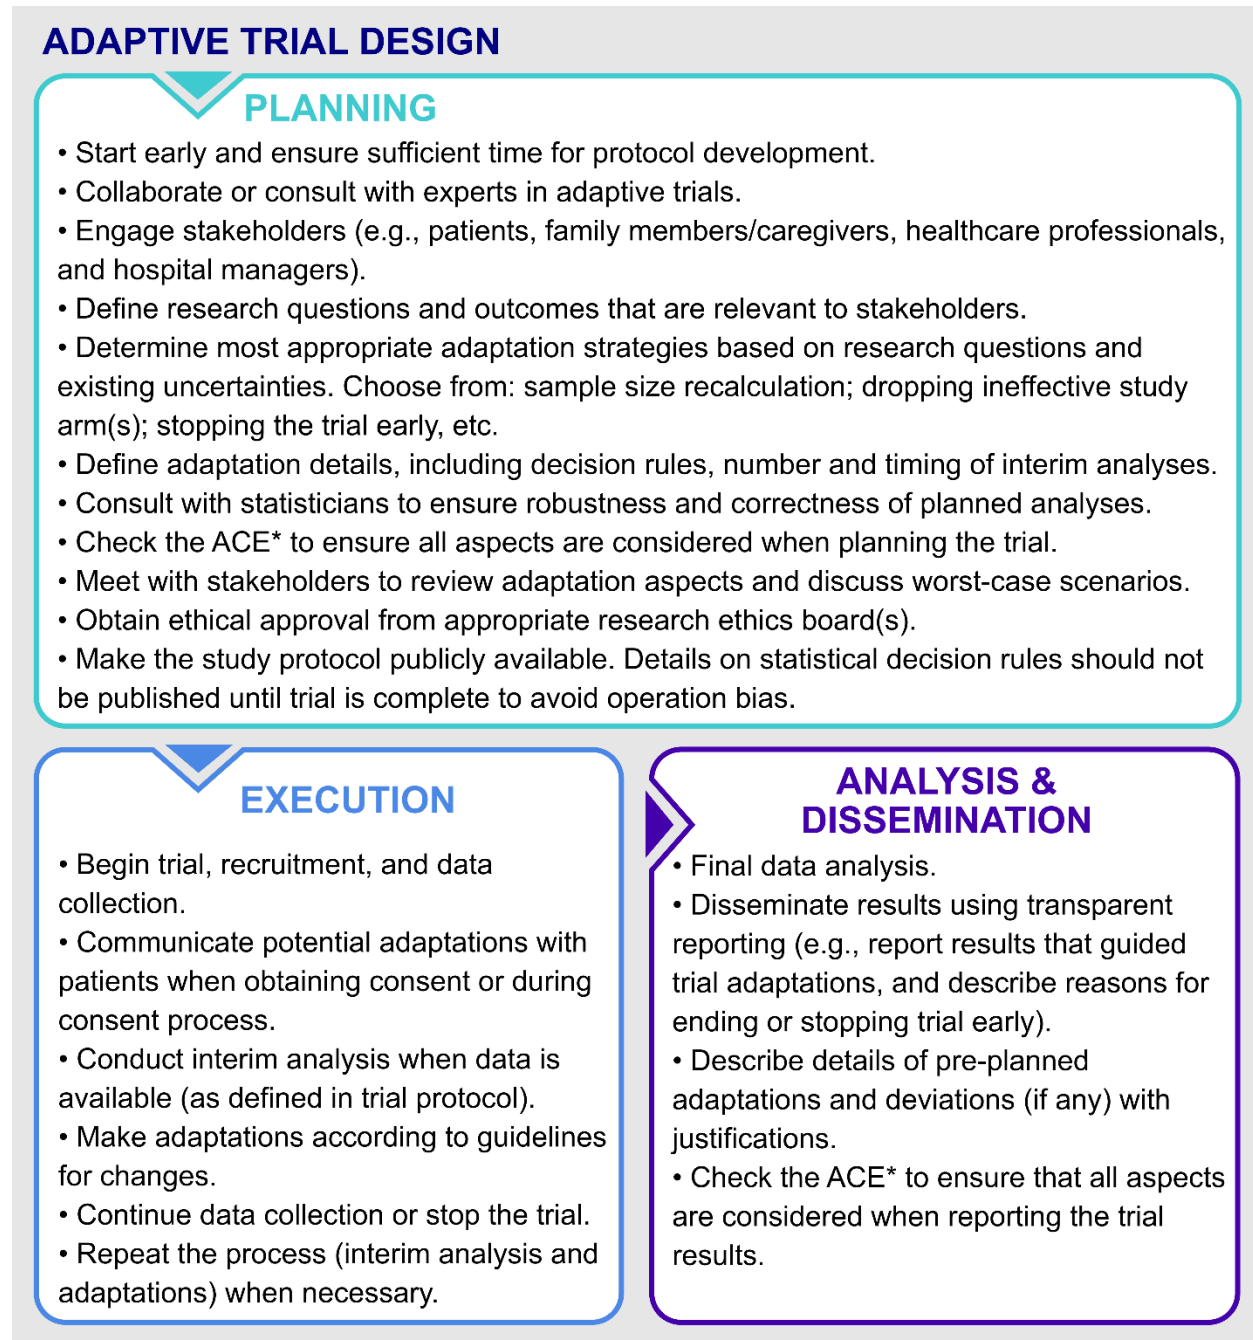 ADAPTIVE TRIAL DESIGN
PLANNING
• Start early and ensure sufficient time for protocol development.
• Collaborate or consult with experts in adaptive trials.
• Engage stakeholders (e.g., patients, family members/caregivers, healthcare professionals,
and hospital managers).
• Define research questions and outcomes that are relevant to stakeholders.
• Determine most appropriate adaptation strategies based on research questions and
existing uncertainties. Choose from: sample size recalculation; dropping ineffective study
arm(s); stopping the trial early, etc.
• Define adaptation details, including decision rules, number and timing of interim analyses.
• Consult with statisticians to ensure robustness and correctness of planned analyses.
• Check the ACE* to ensure all aspects are considered when planning the trial.
• Meet with stakeholders to review adaptation aspects and discuss worst-case scenarios.
• Obtain ethical approval from appropriate research ethics board(s).
• Make the study protocol publicly available. Details on statistical decision rules should not
be published until trial is complete to avoid operation bias.
EXECUTION
• Begin trial, recruitment, and data
collection.
• Communicate potential adaptations with
patients when obtaining consent or during
consent process.
• Conduct interim analysis when data is
available (as defined in trial protocol).
• Make adaptations according to guidelines
for changes.
• Continue data collection or stop the trial.
• Repeat the process (interim analysis and
adaptations) when necessary.
ANALYSIS &
DISSEMINATION
• Final data analysis.
• Disseminate results using transparent
reporting (e.g., report results that guided
trial adaptations, and describe reasons for
ending or stopping trial early).
• Describe details of pre-planned
adaptations and deviations (if any) with
justifications.
• Check the ACE* to ensure that all aspects
are considered when reporting the trial
results.